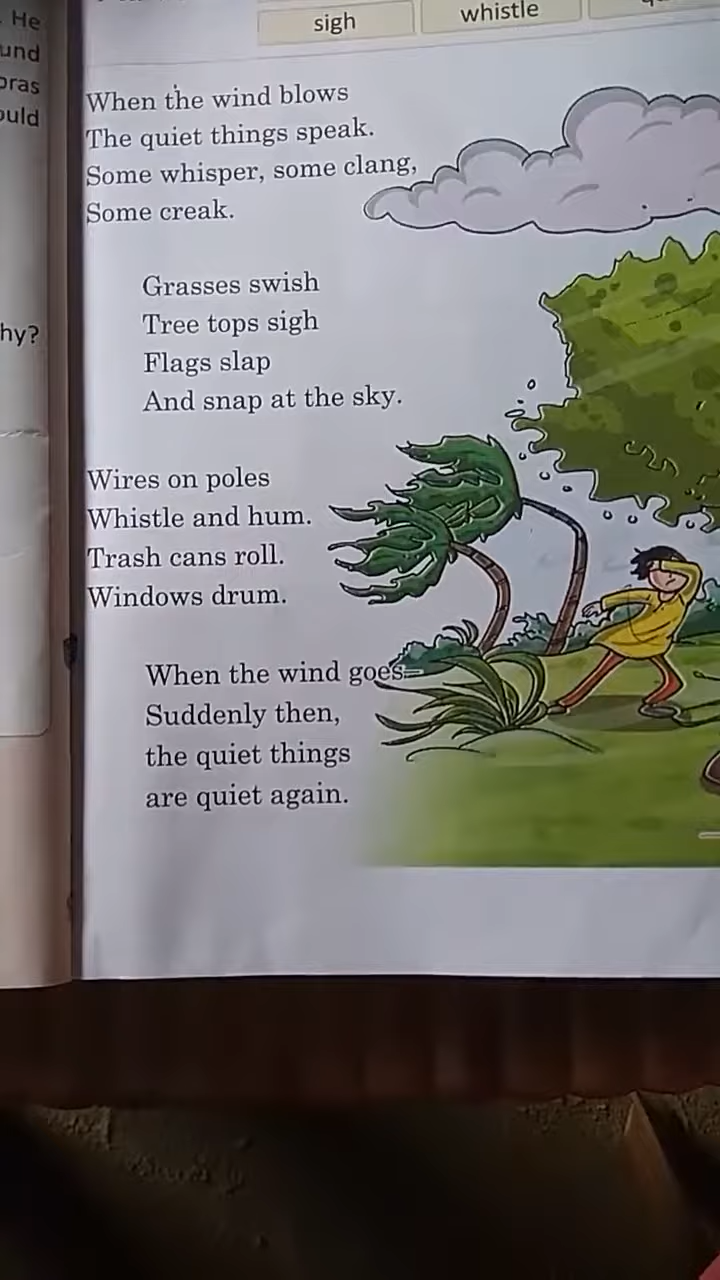 He
und
oras
ould
hy?
sigh
whistle
When the wind blows
The quiet things speak.
Some whisper, some clang,
Some creak.
Grasses swish
Tree tops sigh
Flags slap
And snap at the sky.
Wires on poles
Whistle and hum.
Trash cans roll.
Windows drum.
When the wind goes–
Suddenly then,
the quiet things
are quiet again.